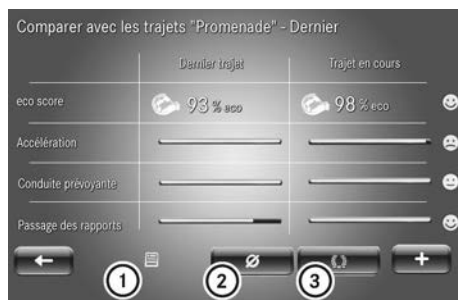 Comparer avec les trajets "Promenade" - Dernier
Dernier trajet Trajet en cours
eco score 93 % eco 98 % eco
Accélération
Conduite prévoyante
Passage des rapports
1 2 Ø 3 +